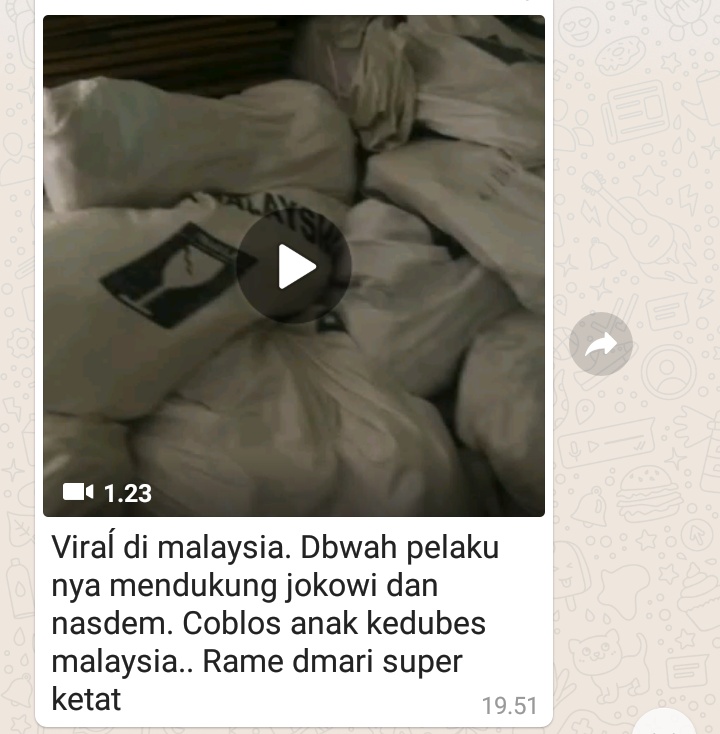 MALAYSIA
1.23
Viraĺ di malaysia. Dbwah pelaku
nya mendukung jokowi dan
nasdem. Coblos anak kedubes
malaysia.. Rame dmari super
ketat
19.51